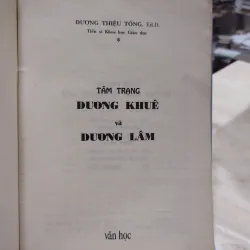 DƯƠNG THIỆU TỐNG, Ed.D.
Tiến sĩ Khoa học Giáo dục
*
TÂM TRẠNG
DƯƠNG KHUÊ
và
DƯƠNG LÂM
văn học